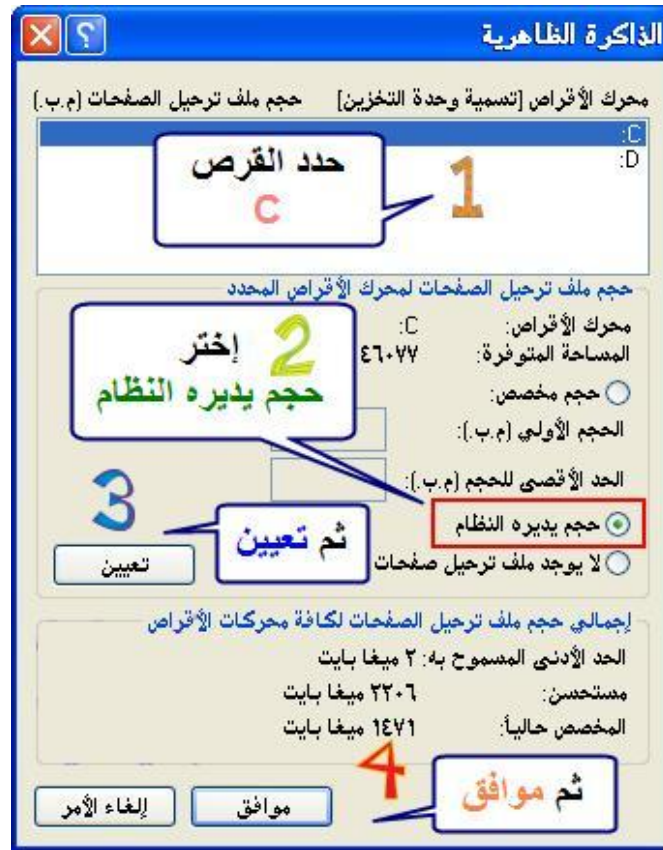 الذاكرة الظاهرية
محرك الأقراص [تسمية وحدة التخزين] حجم ملف ترحيل الصفحات (م.ب.)
C:
D:
1
حدد القرص
C
حجم ملف ترحيل الصفحات لمحرك الأقراص المحدد
محرك الأقراص: C:
المساحة المتوفرة: ٤٦٠٧٧
2 إختر
حجم يديره النظام
حجم مخصص:
الحجم الأولي (م.ب.):
الحد الأقصى للحجم (م.ب.):
حجم يديره النظام
3
ثم تعيين
لا يوجد ملف ترحيل صفحات
تعيين
إجمالي حجم ملف ترحيل الصفحات لكافة محركات الأقراص
الحد الأدنى المسموح به: ٢ ميغا بايت
مستحسن: ٢٢٠٦ ميغا بايت
المخصص حالياً: ١٤٧١ ميغا بايت
4
ثم موافق
موافق
إلغاء الأمر